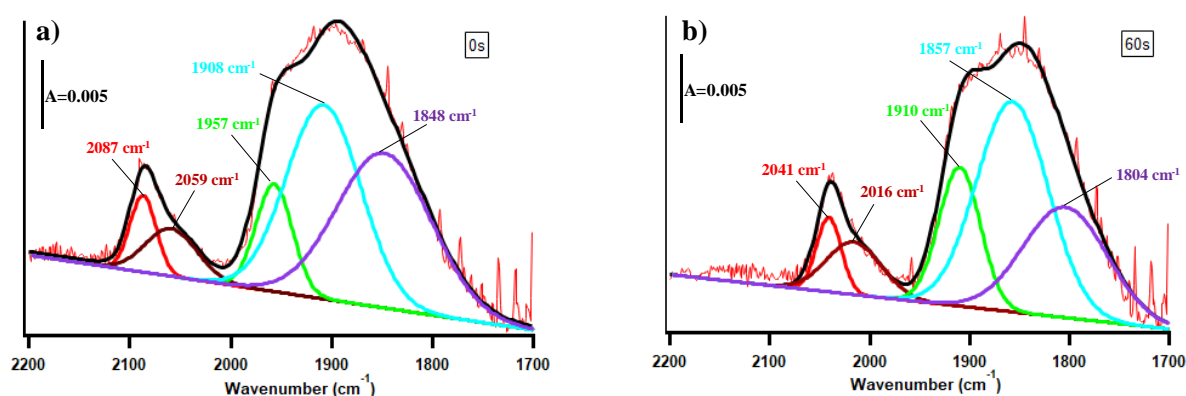 a)
0s
A=0.005
2087 cm⁻¹
2059 cm⁻¹
1957 cm⁻¹
1908 cm⁻¹
1848 cm⁻¹
2200 2100 2000 1900 1800 1700
Wavenumber (cm⁻¹)
b)
60s
A=0.005
2041 cm⁻¹
2016 cm⁻¹
1910 cm⁻¹
1857 cm⁻¹
1804 cm⁻¹
2200 2100 2000 1900 1800 1700
Wavenumber (cm⁻¹)